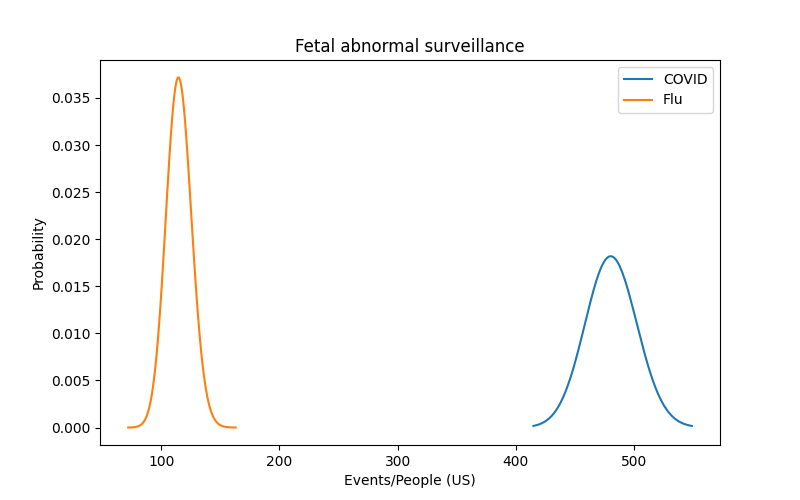 Fetal abnormal surveillance
COVID
Flu
0.035
0.030
0.025
0.020
0.015
0.010
0.005
0.000
Probability
100 200 300 400 500
Events/People (US)